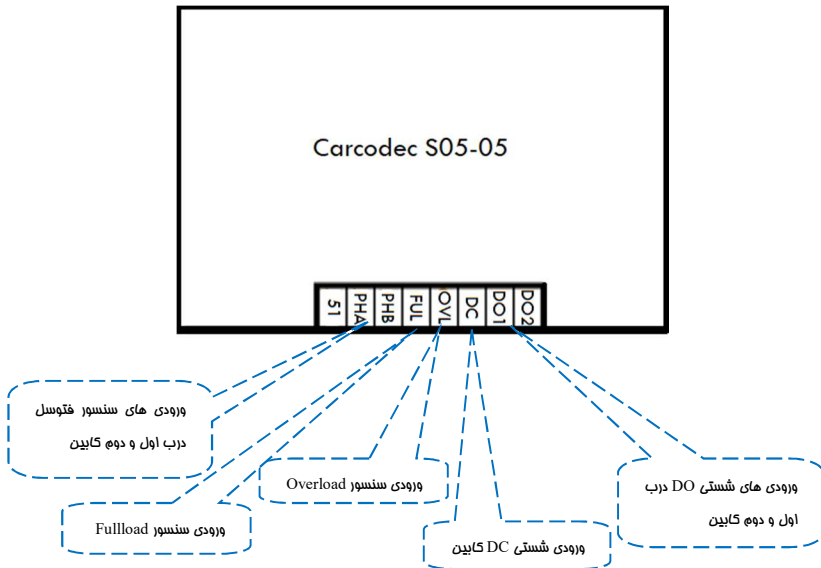 Carcodec S05-05
51
PHA
PHB
FUL
OVL
DC
DO1
DO2
ورودی های سنسور فتوسل
درب اول و دوم کابین
ورودی سنسور Fullload
ورودی سنسور Overload
ورودی شستی DC کابین
ورودی های شستی DO درب
اول و دوم کابین